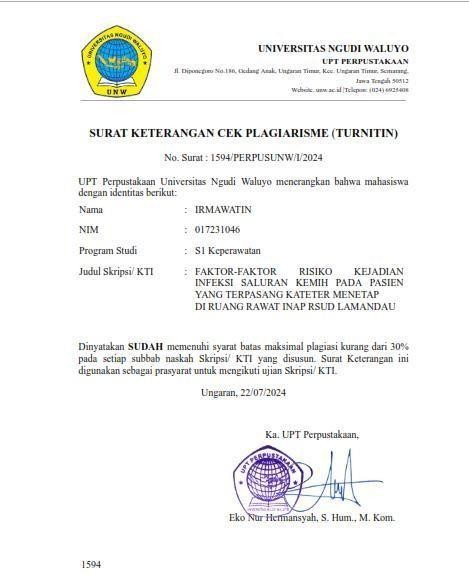 UNIVERSITAS NGUDI WALUYO
UNW
UNIVERSITAS NGUDI WALUYO
UPT PERPUSTAKAAN
Jl. Diponegoro No.186, Gedang Anak, Ungaran Timur, Kec. Ungaran Timur, Semarang,
Jawa Tengah 50512
Website. unw.ac.id |Telepon: (024) 6925408
SURAT KETERANGAN CEK PLAGIARISME (TURNITIN)
No. Surat : 1594/PERPUSUNW/I/2024
UPT Perpustakaan Universitas Ngudi Waluyo menerangkan bahwa mahasiswa
dengan identitas berikut:
Nama : IRMAWATIN
NIM : 017231046
Program Studi : S1 Keperawatan
Judul Skripsi/ KTI : FAKTOR-FAKTOR RISIKO KEJADIAN
INFEKSI SALURAN KEMIH PADA PASIEN
YANG TERPASANG KATETER MENETAP
DI RUANG RAWAT INAP RSUD LAMANDAU
Dinyatakan SUDAH memenuhi syarat batas maksimal plagiasi kurang dari 30%
pada setiap subbab naskah Skripsi/ KTI yang disusun. Surat Keterangan ini
digunakan sebagai prasyarat untuk mengikuti ujian Skripsi/ KTI.
Ungaran, 22/07/2024
Ka. UPT Perpustakaan,
UPT PERPUSTAKAAN
UNIVERSITAS NGUDI WALUYO
Eko Nur Hermansyah, S. Hum., M. Kom.
1594